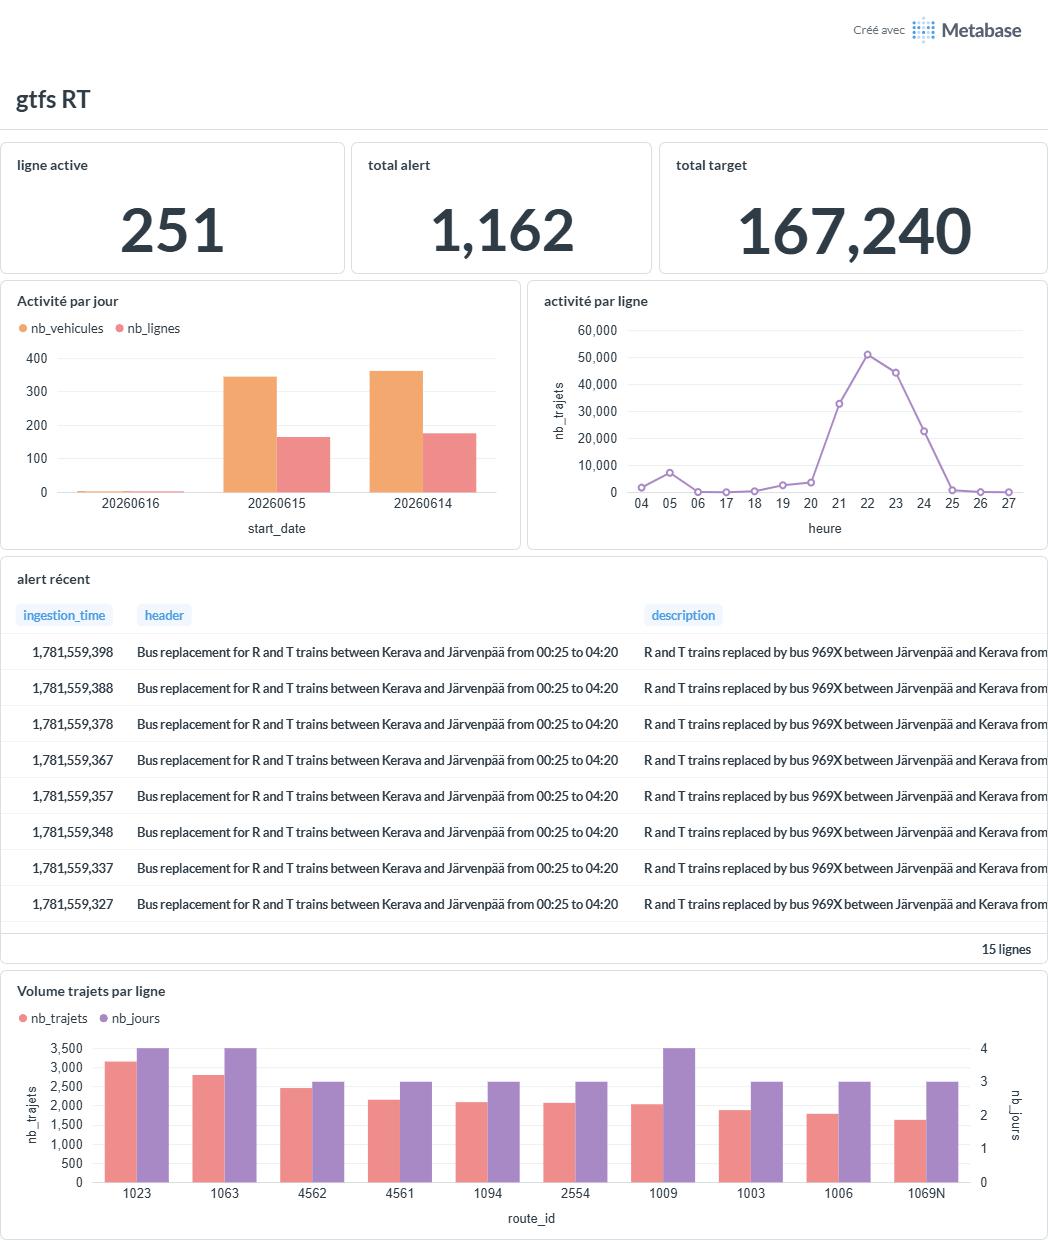 Créé avec Metabase
gtfs RT
ligne active
251
total alert
1,162
total target
167,240
Activité par jour
nb_vehicules nb_lignes
400
300
200
100
0
20260616 20260615 20260614
start_date
activité par ligne
60,000
50,000
40,000
30,000
20,000
10,000
0
nb_trajets
04 05 06 17 18 19 20 21 22 23 24 25 26 27
heure
alert récent
ingestion_time header description
1,781,559,398 Bus replacement for R and T trains between Kerava and Järvenpää from 00:25 to 04:20 R and T trains replaced by bus 969X between Järvenpää and Kerava from
1,781,559,388 Bus replacement for R and T trains between Kerava and Järvenpää from 00:25 to 04:20 R and T trains replaced by bus 969X between Järvenpää and Kerava from
1,781,559,378 Bus replacement for R and T trains between Kerava and Järvenpää from 00:25 to 04:20 R and T trains replaced by bus 969X between Järvenpää and Kerava from
1,781,559,367 Bus replacement for R and T trains between Kerava and Järvenpää from 00:25 to 04:20 R and T trains replaced by bus 969X between Järvenpää and Kerava from
1,781,559,357 Bus replacement for R and T trains between Kerava and Järvenpää from 00:25 to 04:20 R and T trains replaced by bus 969X between Järvenpää and Kerava from
1,781,559,348 Bus replacement for R and T trains between Kerava and Järvenpää from 00:25 to 04:20 R and T trains replaced by bus 969X between Järvenpää and Kerava from
1,781,559,337 Bus replacement for R and T trains between Kerava and Järvenpää from 00:25 to 04:20 R and T trains replaced by bus 969X between Järvenpää and Kerava from
1,781,559,327 Bus replacement for R and T trains between Kerava and Järvenpää from 00:25 to 04:20 R and T trains replaced by bus 969X between Järvenpää and Kerava from
15 lignes
Volume trajets par ligne
nb_trajets nb_jours
3,500
3,000
2,500
2,000
1,500
1,000
500
0
nb_trajets
4
3
2
1
0
nb_jours
1023 1063 4562 4561 1094 2554 1009 1003 1006 1069N
route_id